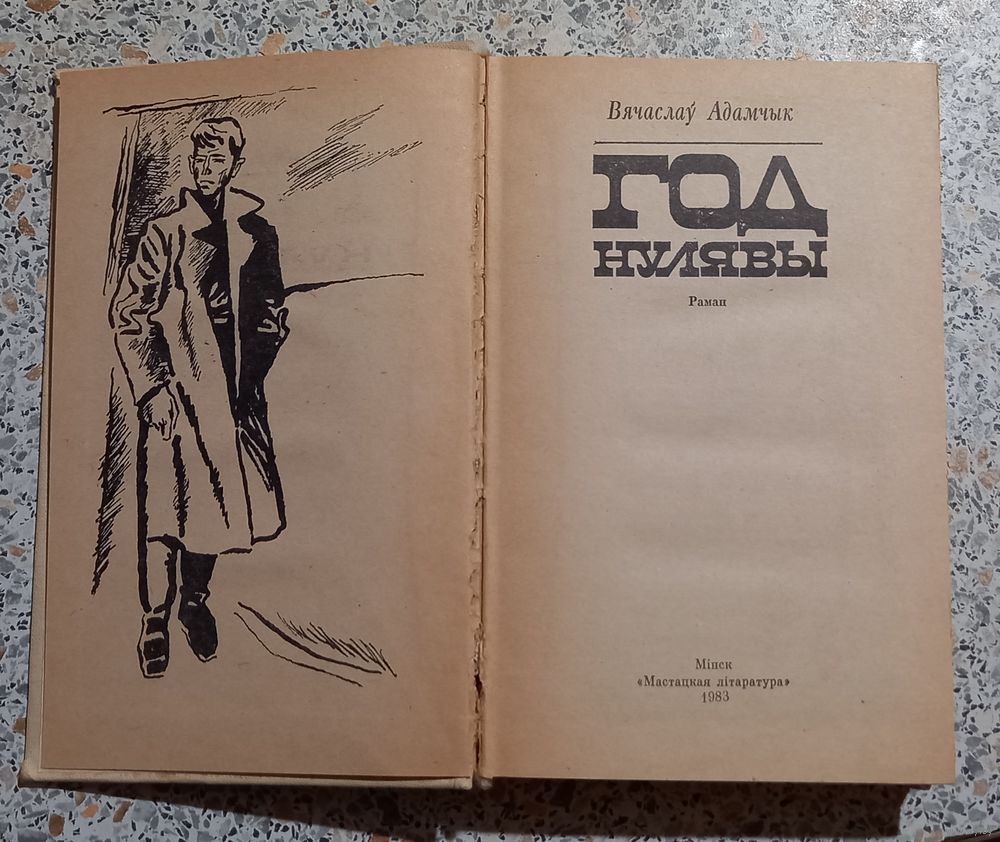 Вячаслаў Адамчык
ГОД
НУЛЯВЫ
Раман
Мінск
«Мастацкая літаратура»
1983